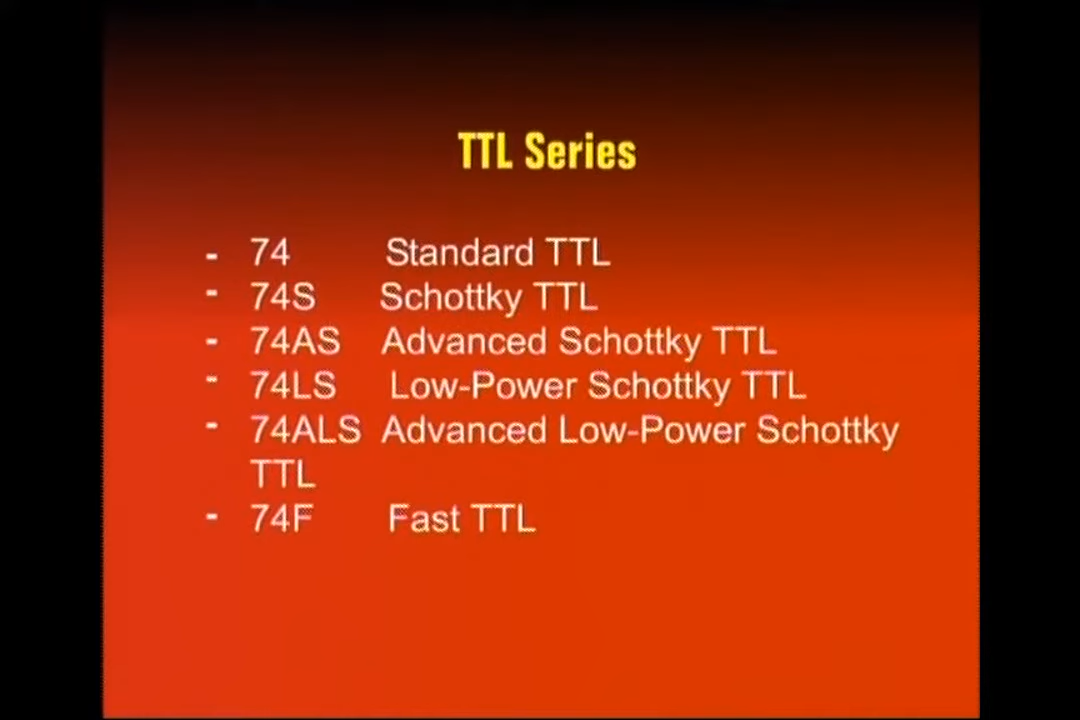 TTL Series
- 74 Standard TTL
- 74S Schottky TTL
- 74AS Advanced Schottky TTL
- 74LS Low-Power Schottky TTL
- 74ALS Advanced Low-Power Schottky
TTL
- 74F Fast TTL